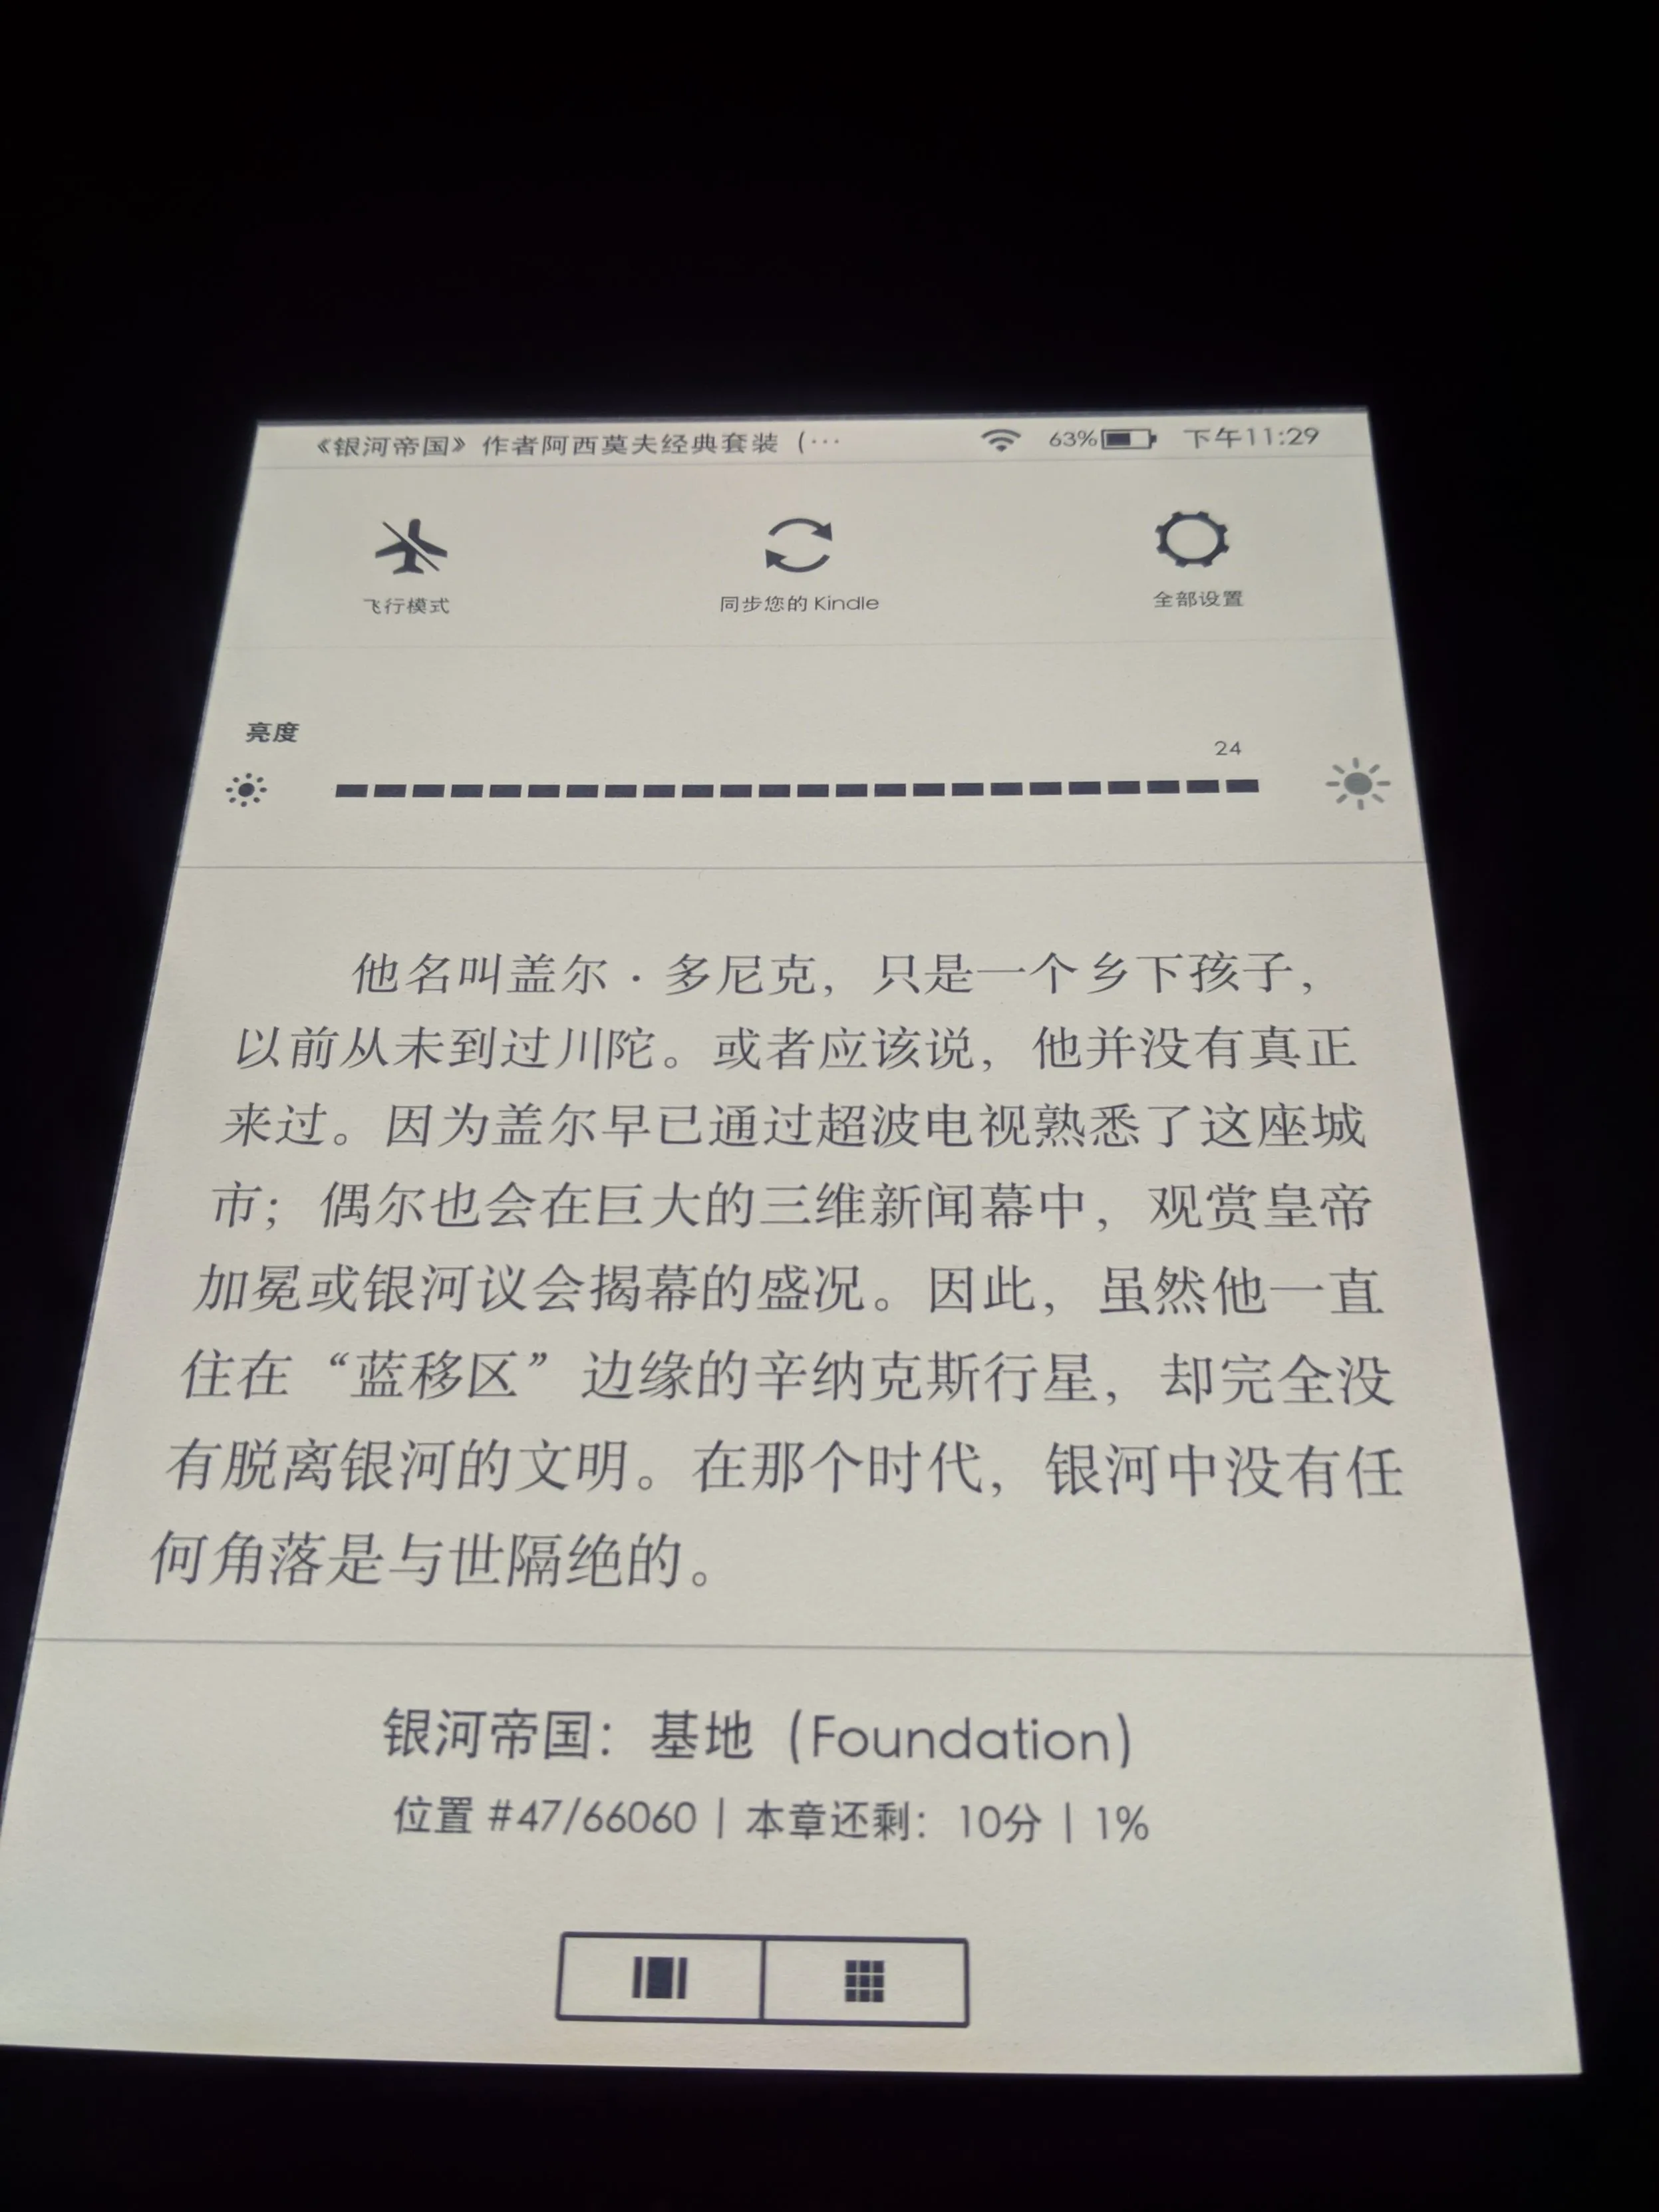 《银河帝国》作者阿西莫夫经典套装（… 63% 下午11:29
飞行模式 同步您的 Kindle 全部设置
亮度
24
他名叫盖尔·多尼克，只是一个乡下孩子，
以前从未到过川陀。或者应该说，他并没有真正
来过。因为盖尔早已通过超波电视熟悉了这座城
市；偶尔也会在巨大的三维新闻幕中，观赏皇帝
加冕或银河议会揭幕的盛况。因此，虽然他一直
住在“蓝移区”边缘的辛纳克斯行星，却完全没
有脱离银河的文明。在那个时代，银河中没有任
何角落是与世隔绝的。
银河帝国：基地（Foundation）
位置 #47/66060 | 本章还剩：10分 | 1%